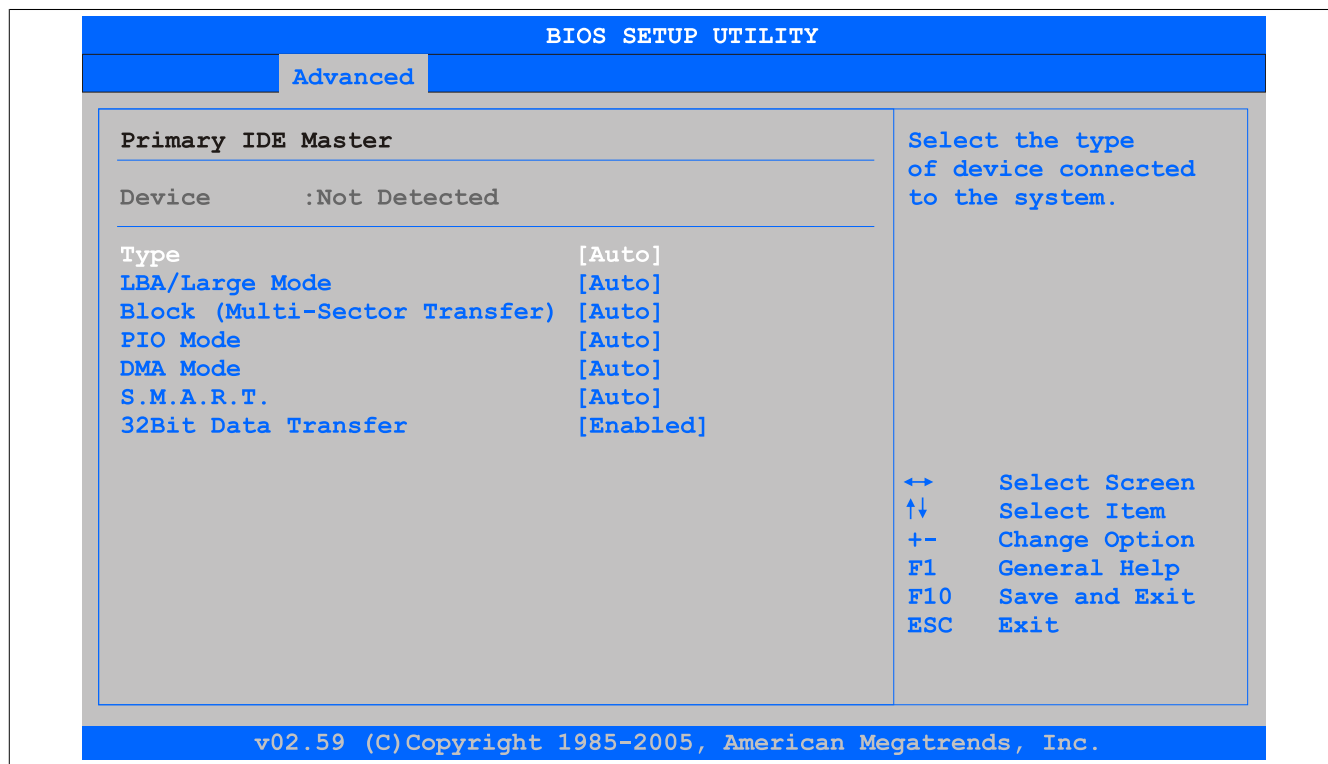 BIOS SETUP UTILITY
Advanced
Primary IDE Master
Device :Not Detected
Type [Auto]
LBA/Large Mode [Auto]
Block (Multi-Sector Transfer) [Auto]
PIO Mode [Auto]
DMA Mode [Auto]
S.M.A.R.T. [Auto]
32Bit Data Transfer [Enabled]
Select the type
of device connected
to the system.
↔ Select Screen
↑↓ Select Item
+- Change Option
F1 General Help
F10 Save and Exit
ESC Exit
v02.59 (C)Copyright 1985-2005, American Megatrends, Inc.